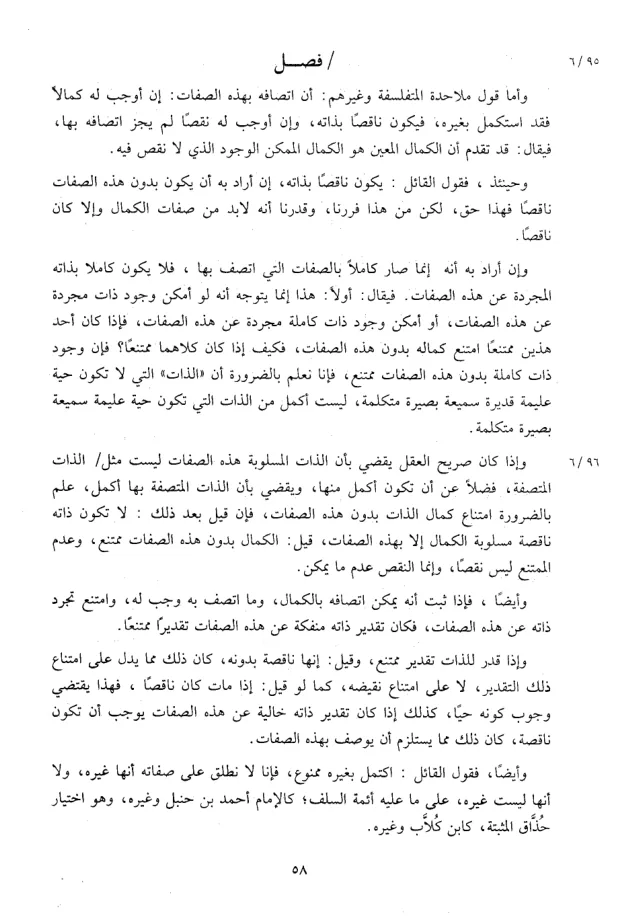 ٦/٩٥
/ فصــل
وأما قول ملاحدة المتفلسفة وغيرهم: أن اتصافه بهذه الصفات: إن أوجب له كمالاً
فقد استكمل بغيره، فيكون ناقصًا بذاته، وإن أوجب له نقصًا لم يجز اتصافه بها،
فيقال: قد تقدم أن الكمال المعين هو الكمال الممكن الوجود الذي لا نقص فيه.
وحينئذ ، فقول القائل : يكون ناقصًا بذاته، إن أراد به أن يكون بدون هذه الصفات
ناقصًا فهذا حق، لكن من هذا فررنا، وقدرنا أنه لابد من صفات الكمال وإلا كان
ناقصًا.
وإن أراد به أنه إنما صار كاملاً بالصفات التي اتصف بها ، فلا يكون كاملا بذاته
المجردة عن هذه الصفات. فيقال: أولاً: هذا إنما يتوجه أنه لو أمكن وجود ذات مجردة
عن هذه الصفات، أو أمكن وجود ذات كاملة مجردة عن هذه الصفات، فإذا كان أحد
هذين ممتنعًا امتنع كماله بدون هذه الصفات، فكيف إذا كان كلاهما ممتنعًا؟ فإن وجود
ذات كاملة بدون هذه الصفات ممتنع، فإنا نعلم بالضرورة أن «الذات» التي لا تكون حية
عليمة قديرة سميعة بصيرة متكلمة، ليست أكمل من الذات التي تكون حية عليمة سميعة
بصيرة متكلمة.
٦/٩٦
وإذا كان صريح العقل يقضي بأن الذات المسلوبة هذه الصفات ليست مثل/ الذات
المتصفة، فضلاً عن أن تكون أكمل منها، ويقضي بأن الذات المتصفة بها أكمل، علم
بالضرورة امتناع كمال الذات بدون هذه الصفات، فإن قيل بعد ذلك : لا تكون ذاته
ناقصة مسلوبة الكمال إلا بهذه الصفات، قيل: الكمال بدون هذه الصفات ممتنع، وعدم
الممتنع ليس نقصًا، وإنما النقص عدم ما يمكن.
وأيضًا ، فإذا ثبت أنه يمكن اتصافه بالكمال، وما اتصف به وجب له، وامتنع تجرد
ذاته عن هذه الصفات، فكان تقدير ذاته منفكة عن هذه الصفات تقديرًا ممتنعًا.
وإذا قدر للذات تقدير ممتنع، وقيل: إنها ناقصة بدونه، كان ذلك مما يدل على امتناع
ذلك التقدير، لا على امتناع نقيضه، كما لو قيل: إذا مات كان ناقصًا ، فهذا يقتضي
وجوب كونه حيًا، كذلك إذا كان تقدير ذاته خالية عن هذه الصفات يوجب أن تكون
ناقصة، كان ذلك مما يستلزم أن يوصف بهذه الصفات.
وأيضًا، فقول القائل : اكتمل بغيره ممنوع، فإنا لا نطلق على صفاته أنها غيره، ولا
أنها ليست غيره، على ما عليه أئمة السلف؛ كالإمام أحمد بن حنبل وغيره، وهو اختيار
حُذَّاق المثبتة، كابن كُلاَّب وغيره.
٥٨